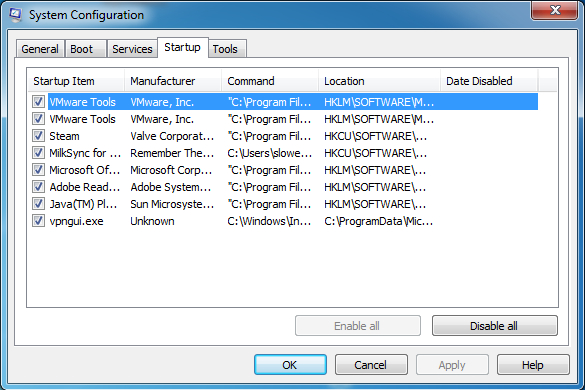 System Configuration
General Boot Services Startup Tools
Startup Item Manufacturer Command Location Date Disabled
VMware Tools VMware, Inc. "C:\Program Fil... HKLM\SOFTWARE\M...
VMware Tools VMware, Inc. "C:\Program Fil... HKLM\SOFTWARE\M...
Steam Valve Corporat... "C:\Program Fil... HKCU\SOFTWARE\...
MilkSync for ... Remember The... C:\Users\slowe... HKCU\SOFTWARE\...
Microsoft Of... Microsoft Corp... "C:\Program Fil... HKLM\SOFTWARE\...
Adobe Read... Adobe System... "C:\Program Fil... HKLM\SOFTWARE\...
Java(TM) Pl... Sun Microsyste... "C:\Program Fil... HKLM\SOFTWARE\...
vpngui.exe Unknown C:\Windows\In... C:\ProgramData\Mic...
Enable all Disable all
OK Cancel Apply Help